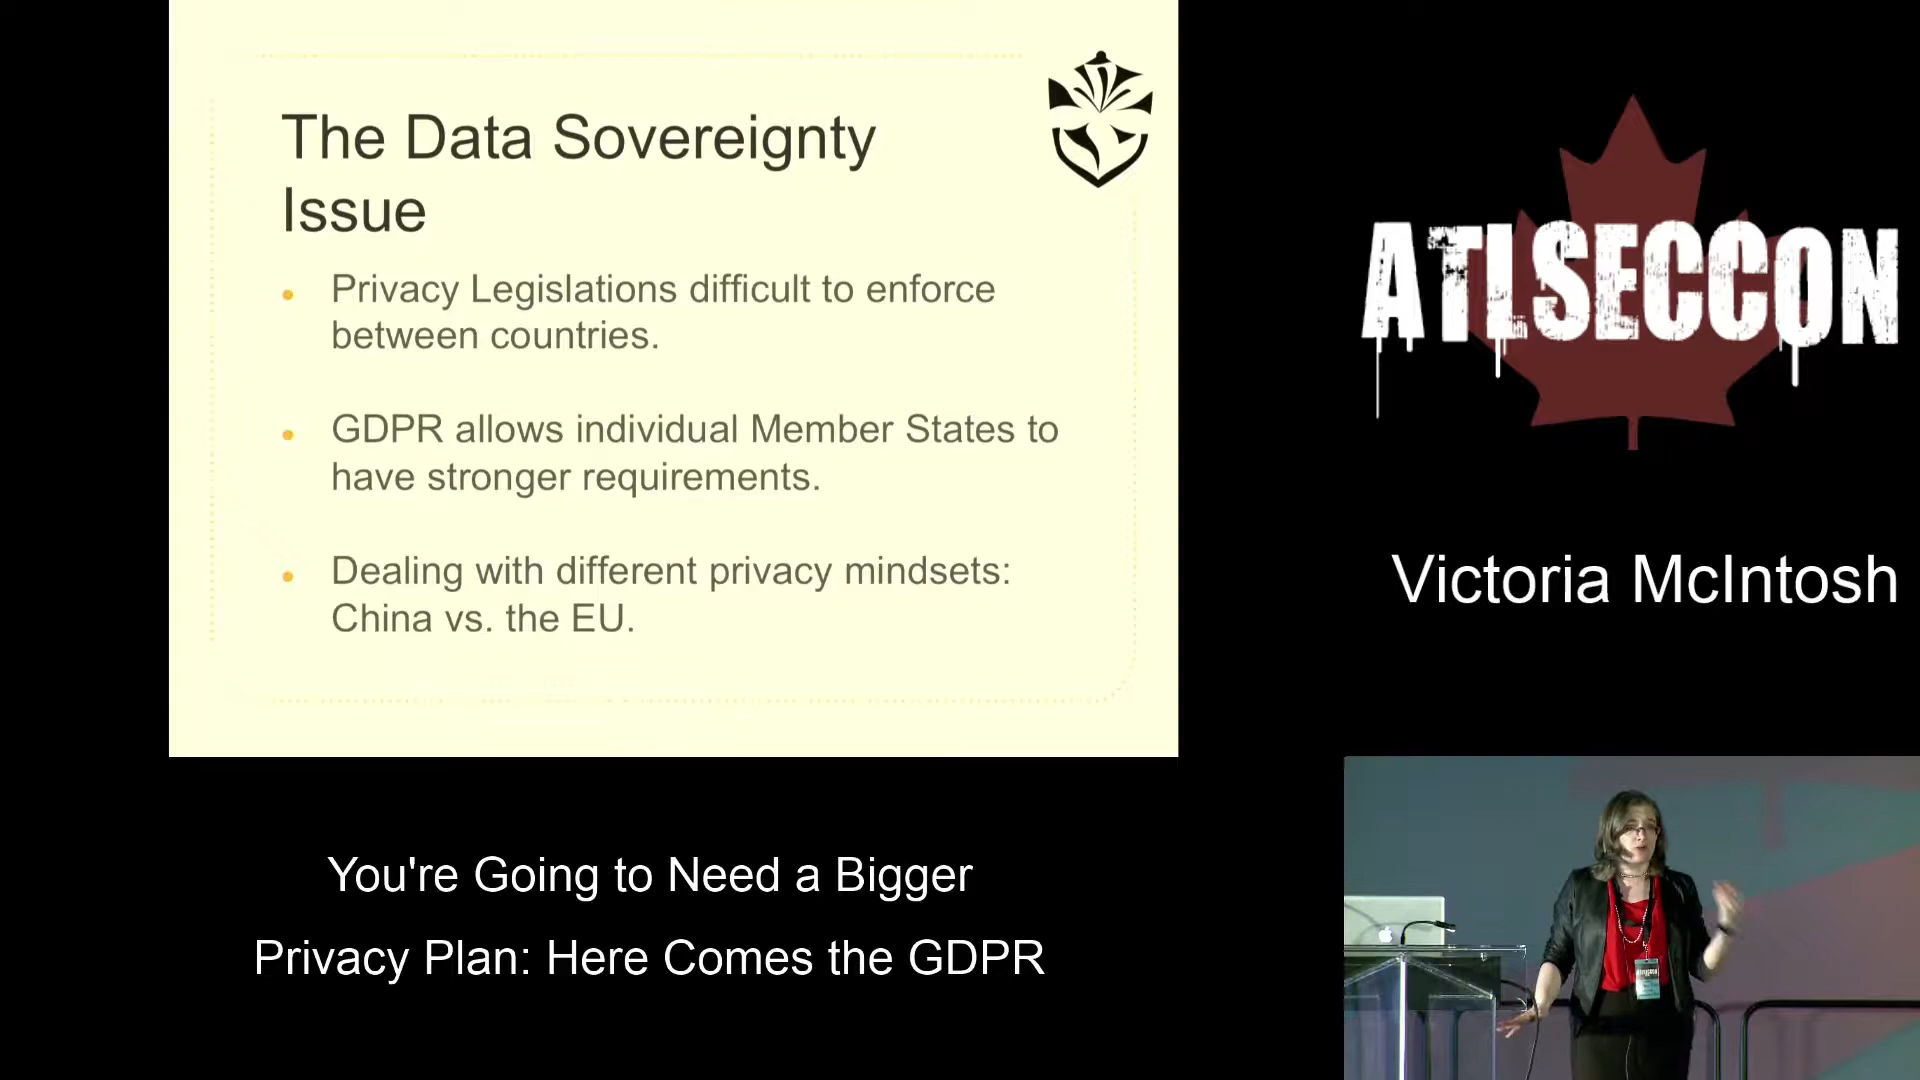 The Data Sovereignty
Issue
Privacy Legislations difficult to enforce
between countries.
GDPR allows individual Member States to
have stronger requirements.
Dealing with different privacy mindsets:
China vs. the EU.
ATLSECCON
Victoria McIntosh
You're Going to Need a Bigger
Privacy Plan: Here Comes the GDPR